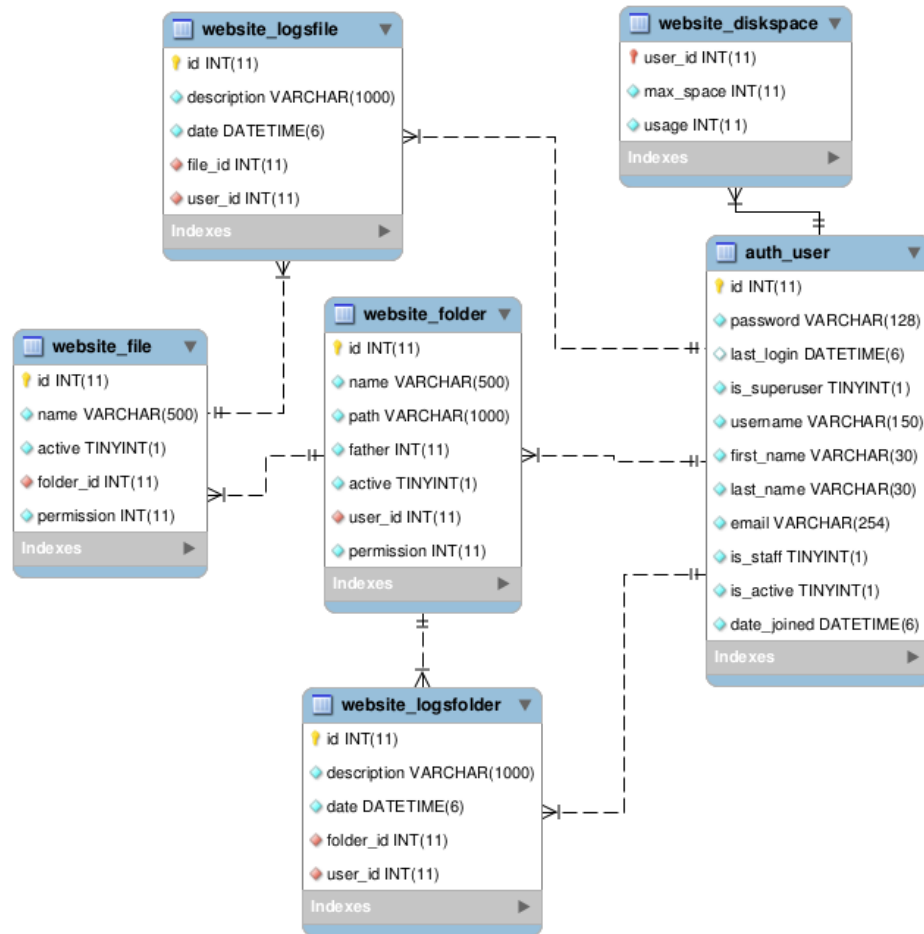 website_logsfile
id INT(11)
description VARCHAR(1000)
date DATETIME(6)
file_id INT(11)
user_id INT(11)
Indexes
website_diskspace
user_id INT(11)
max_space INT(11)
usage INT(11)
Indexes
auth_user
id INT(11)
password VARCHAR(128)
last_login DATETIME(6)
is_superuser TINYINT(1)
username VARCHAR(150)
first_name VARCHAR(30)
last_name VARCHAR(30)
email VARCHAR(254)
is_staff TINYINT(1)
is_active TINYINT(1)
date_joined DATETIME(6)
Indexes
website_folder
id INT(11)
name VARCHAR(500)
path VARCHAR(1000)
father INT(11)
active TINYINT(1)
user_id INT(11)
permission INT(11)
Indexes
website_file
id INT(11)
name VARCHAR(500)
active TINYINT(1)
folder_id INT(11)
permission INT(11)
Indexes
website_logsfolder
id INT(11)
description VARCHAR(1000)
date DATETIME(6)
folder_id INT(11)
user_id INT(11)
Indexes